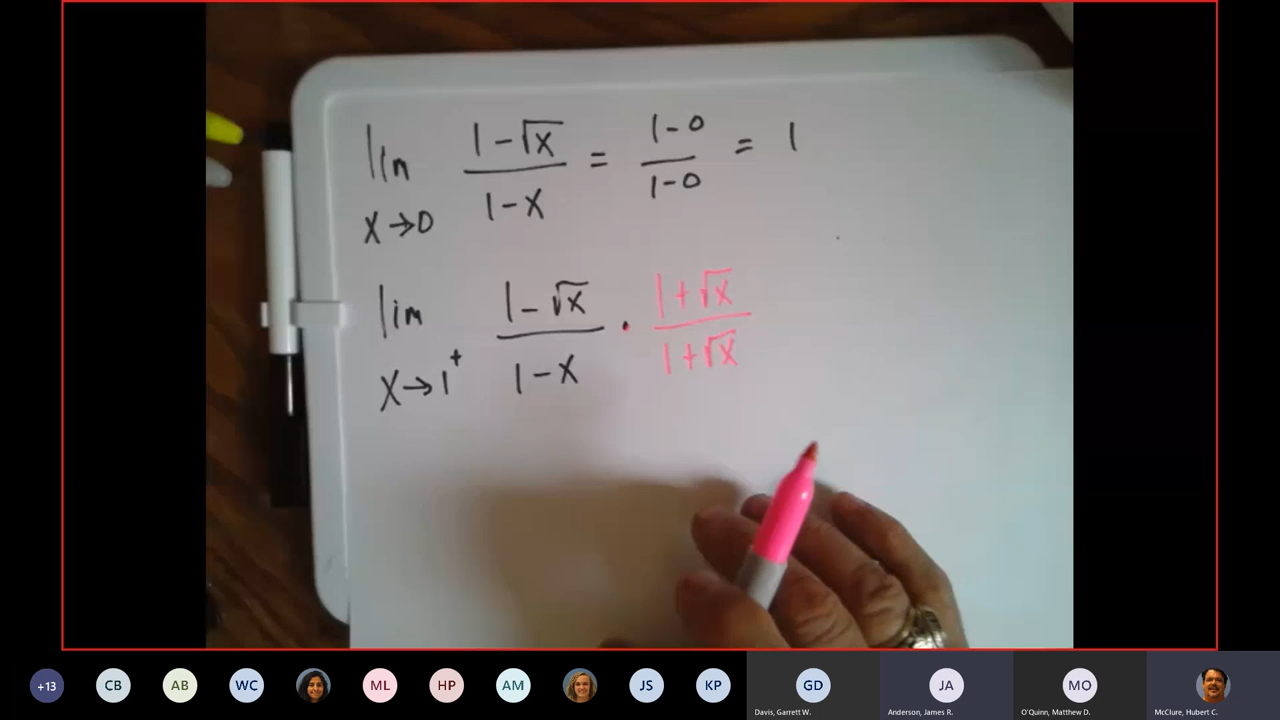 lim 1-√x / 1-x = 1-0 / 1-0 = 1
x→0
lim 1-√x / 1-x · 1+√x / 1+√x
x→1⁺
+13 CB AB WC ML HP AM JS KP GD JA MO
Davis, Garrett W. Anderson, James R. O'Quinn, Matthew D. McClure, Hubert C.